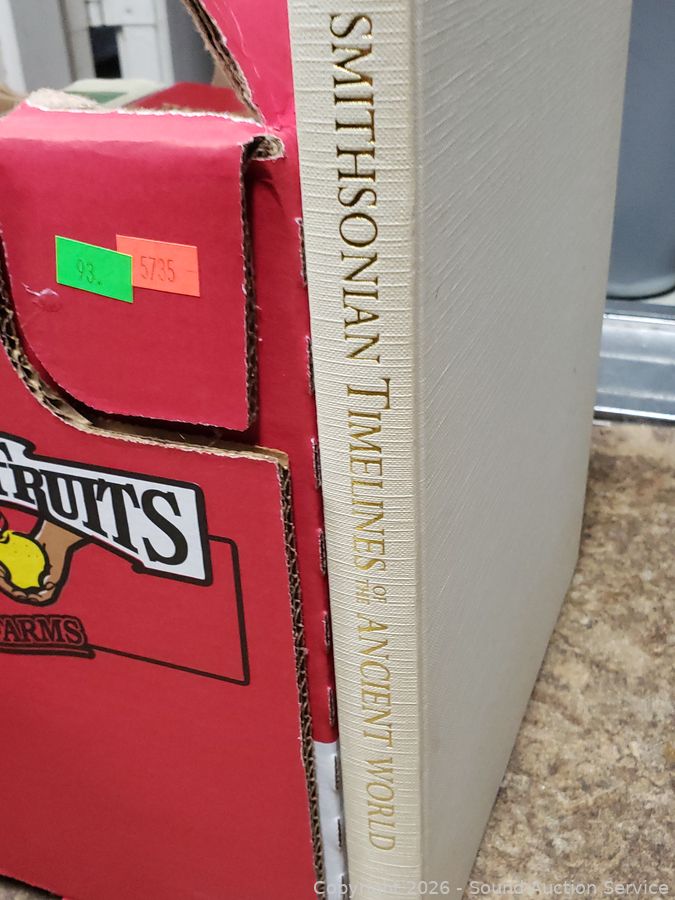 SMITHSONIAN TIMELINES OF THE ANCIENT WORLD
93.
5735
FRUITS
FARMS
Copyright 2026 - Sound Auction Service